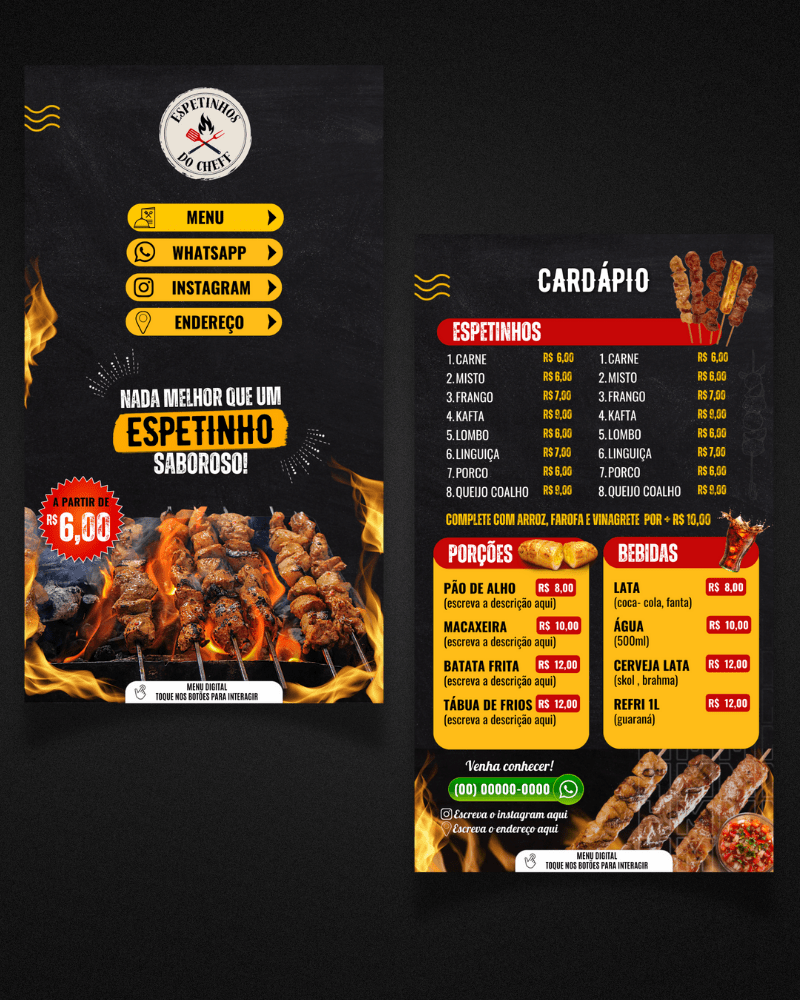 ESPETINHOS
DO CHEFF
MENU
WHATSAPP
INSTAGRAM
ENDEREÇO
NADA MELHOR QUE UM
ESPETINHO
SABOROSO!
A PARTIR DE
R$ 6,00
MENU DIGITAL
TOQUE NOS BOTÕES PARA INTERAGIR
CARDÁPIO
ESPETINHOS
1.CARNE R$ 6,00 1.CARNE R$ 6,00
2.MISTO R$ 6,00 2.MISTO R$ 6,00
3.FRANGO R$ 7,00 3.FRANGO R$ 7,00
4.KAFTA R$ 9,00 4.KAFTA R$ 9,00
5.LOMBO R$ 6,00 5.LOMBO R$ 6,00
6.LINGUIÇA R$ 7,00 6.LINGUIÇA R$ 7,00
7.PORCO R$ 6,00 7.PORCO R$ 6,00
8.QUEIJO COALHO R$ 9,00 8.QUEIJO COALHO R$ 9,00
COMPLETE COM ARROZ, FAROFA E VINAGRETE POR + R$ 10,00
PORÇÕES
PÃO DE ALHO R$ 8,00
(escreva a descrição aqui)
MACAXEIRA R$ 10,00
(escreva a descrição aqui)
BATATA FRITA R$ 12,00
(escreva a descrição aqui)
TÁBUA DE FRIOS R$ 12,00
(escreva a descrição aqui)
BEBIDAS
LATA R$ 8,00
(coca- cola, fanta)
ÁGUA R$ 10,00
(500ml)
CERVEJA LATA R$ 12,00
(skol , brahma)
REFRI 1L R$ 12,00
(guaraná)
Venha conhecer!
(00) 00000-0000
Escreva o instagram aqui
Escreva o endereço aqui
MENU DIGITAL
TOQUE NOS BOTÕES PARA INTERAGIR